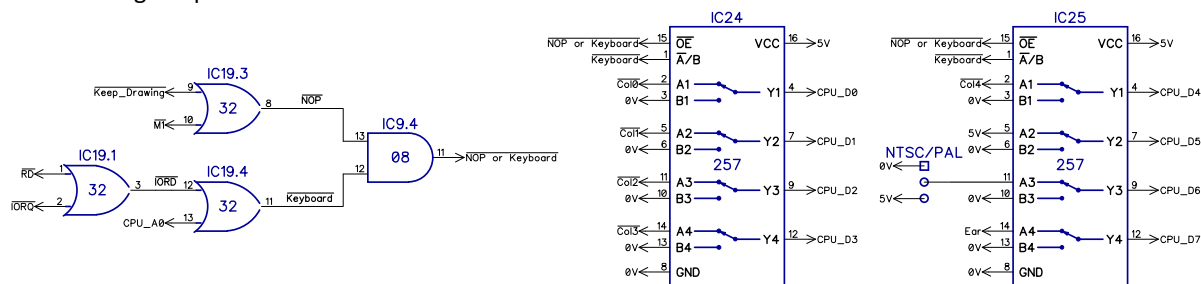 IC19.3
Keep_Drawing 9
32
8 NOP
M1 10
IC19.1
RD 1
32
3 IORD
IORQ 2
IC19.4
12
32
11 Keyboard
CPU_A0 13
IC9.4
13
08
12
11 NOP or Keyboard
IC24
NOP or Keyboard 15 OE VCC 16 5V
Keyboard 1 A/B
Col0 2 A1
0V 3 B1
Y1 4 CPU_D0
Col1 5 A2
0V 6 B2
Y2 7 CPU_D1
257
Col2 11 A3
0V 10 B3
Y3 9 CPU_D2
Col3 14 A4
0V 13 B4
Y4 12 CPU_D3
0V 8 GND
IC25
NOP or Keyboard 15 OE VCC 16 5V
Keyboard 1 A/B
Col4 2 A1
0V 3 B1
Y1 4 CPU_D4
5V 5 A2
0V 6 B2
Y2 7 CPU_D5
NTSC/PAL
0V
5V
257
11 A3
0V 10 B3
Y3 9 CPU_D6
Ear 14 A4
0V 13 B4
Y4 12 CPU_D7
0V 8 GND